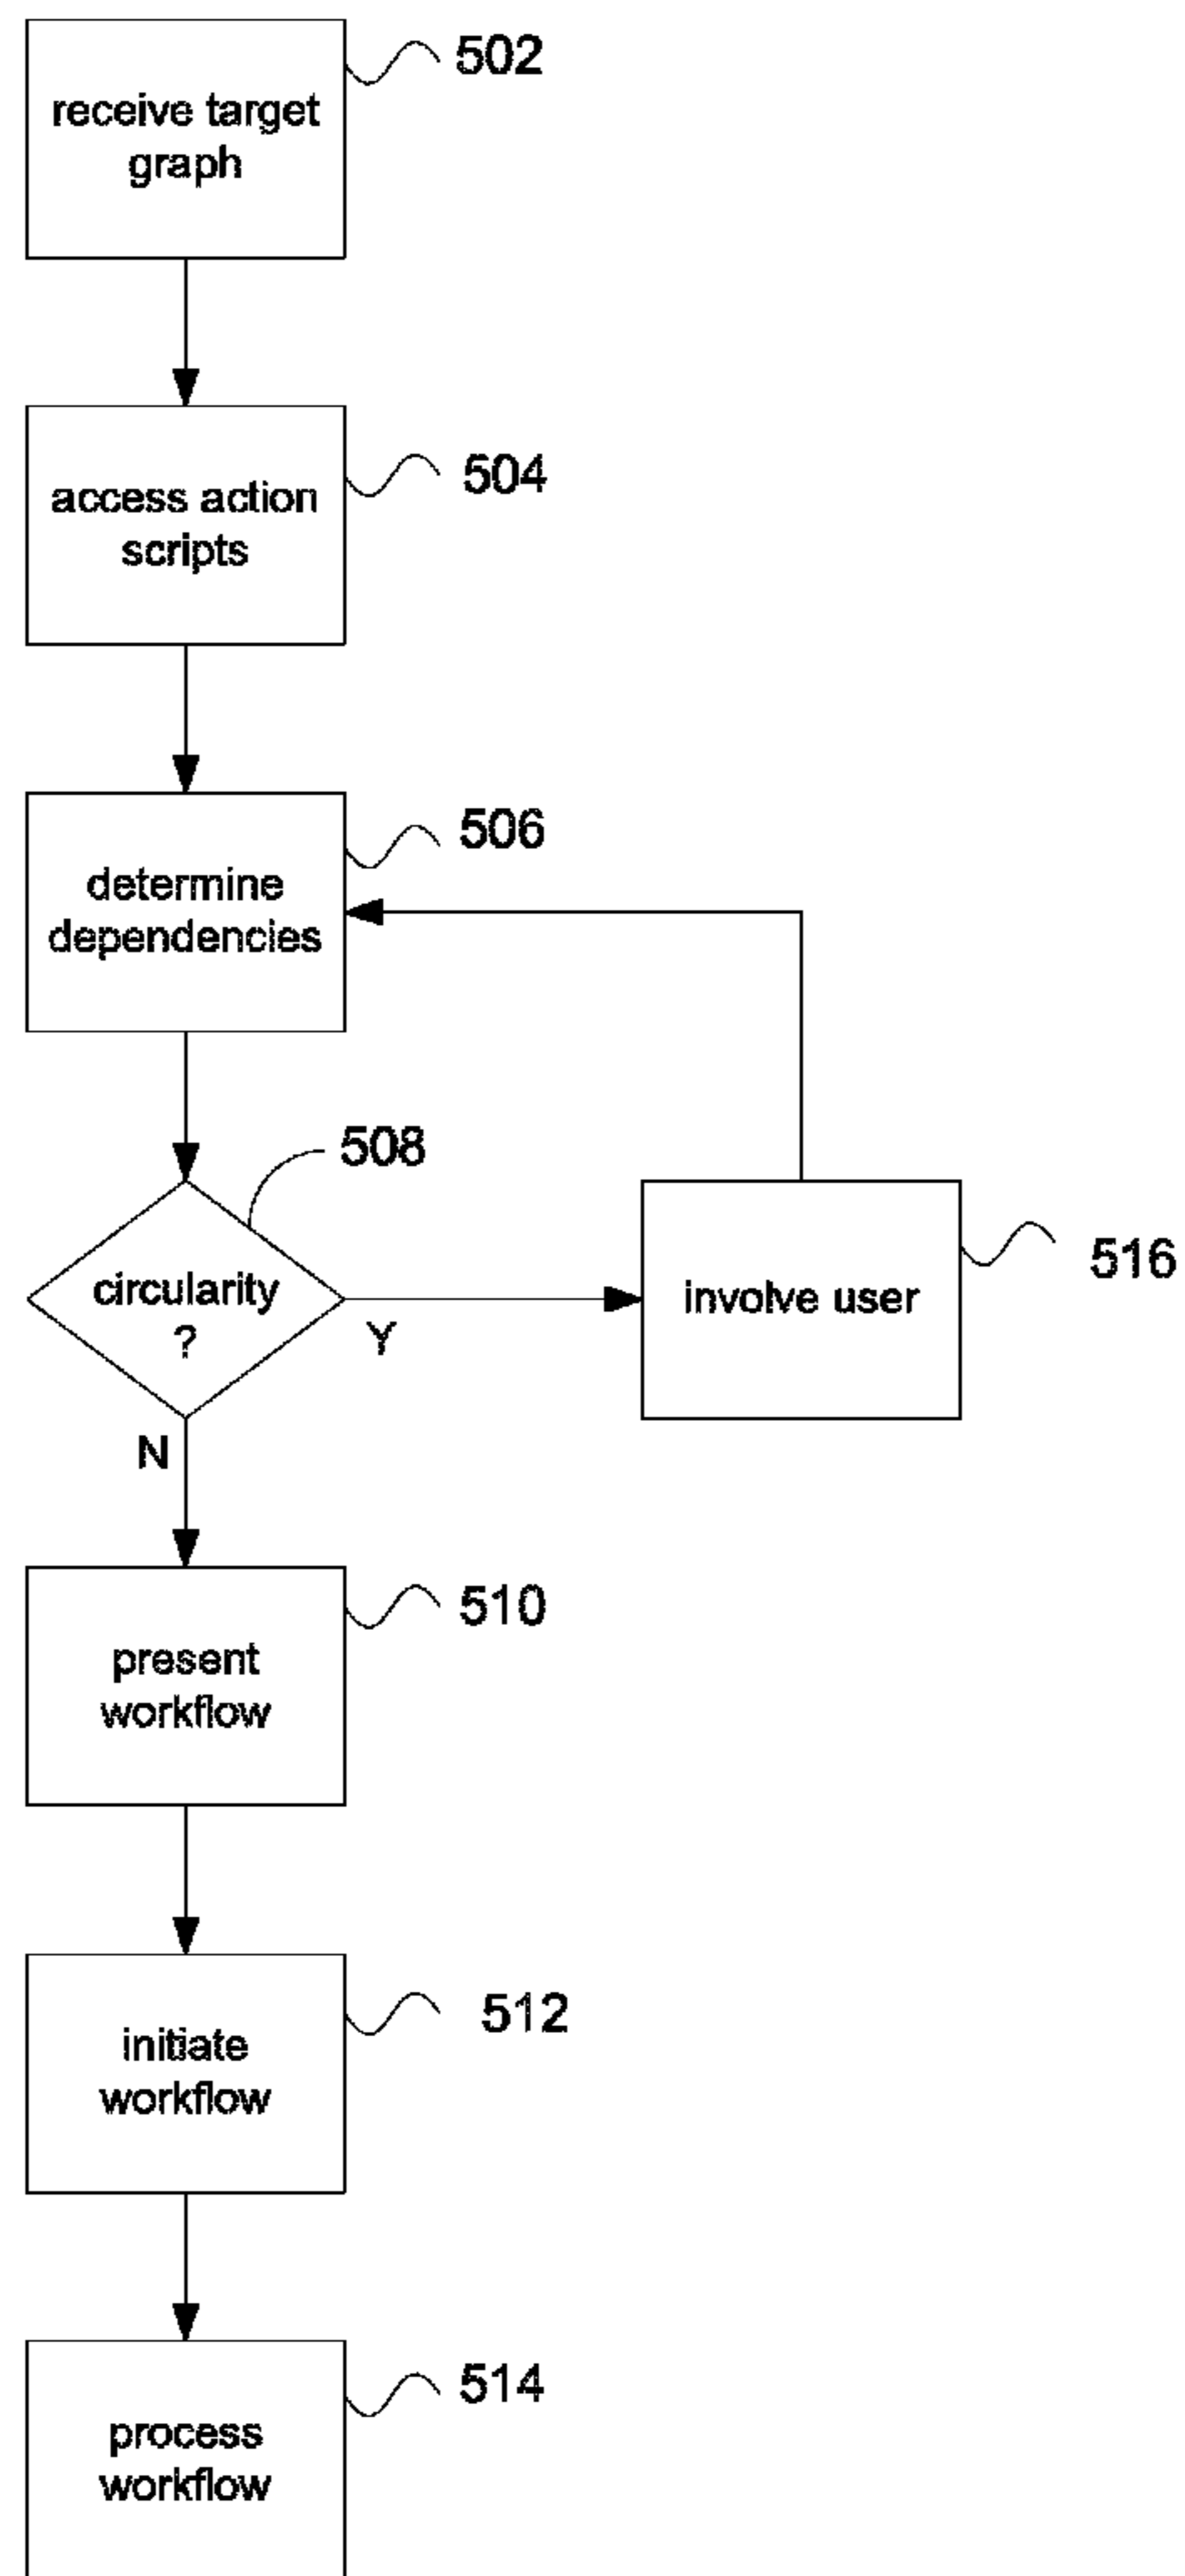 502
receive target
graph
504
access action
scripts
506
determine
dependencies
508
circularity
?
Y
516
involve user
N
510
present
workflow
512
initiate
workflow
514
process
workflow